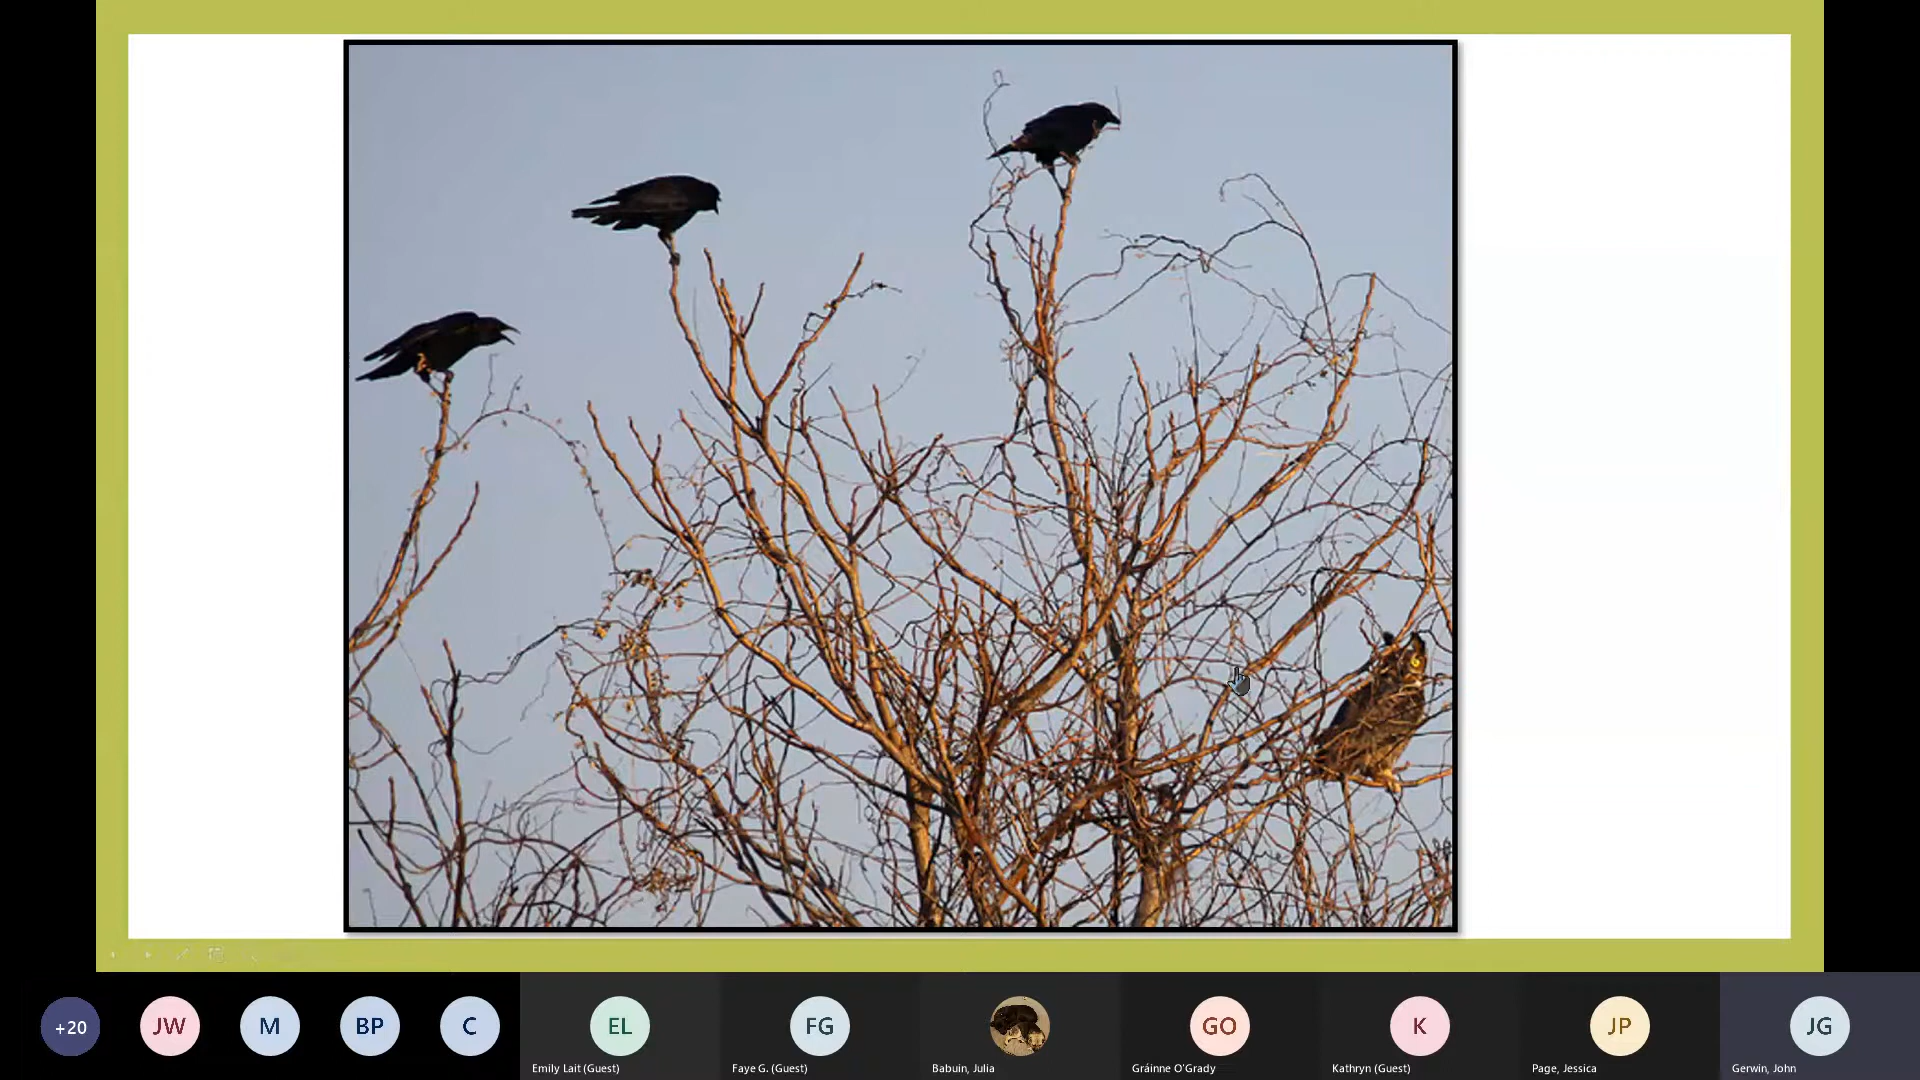 +20
JW
M
BP
C
EL
FG
GO
K
JP
JG
Emily Lait (Guest)
Faye G. (Guest)
Babuin, Julia
Gráinne O'Grady
Kathryn (Guest)
Page, Jessica
Gerwin, John